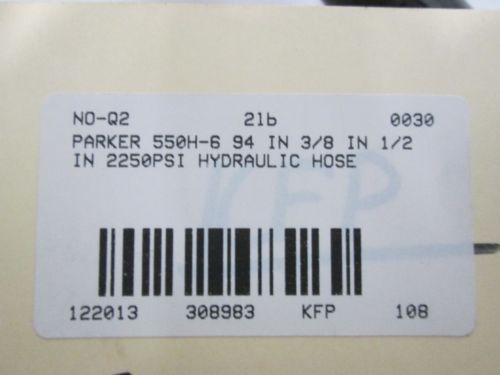 NO-Q2 21b 0030
PARKER 550H-6 94 IN 3/8 IN 1/2
IN 2250PSI HYDRAULIC HOSE
KFP
122013 308983 KFP 108